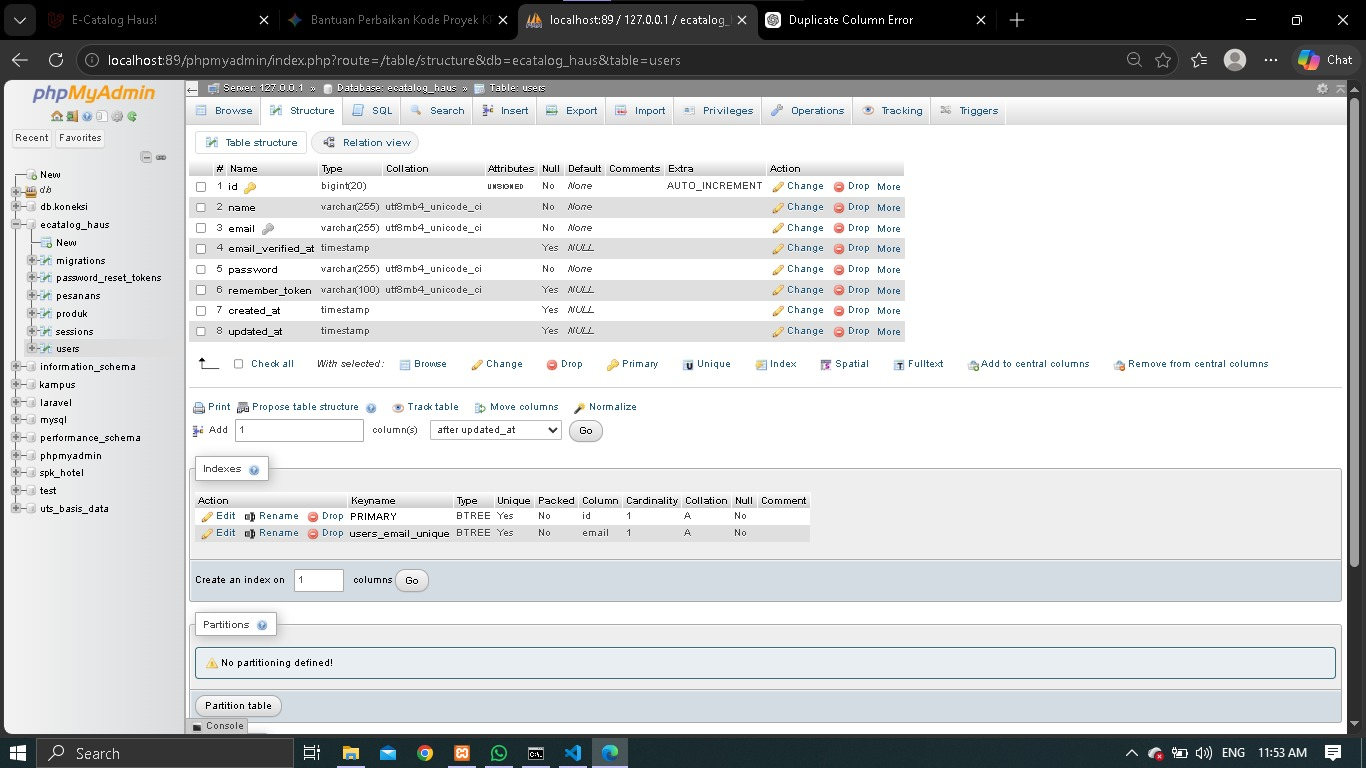 E-Catalog Haus!
Bantuan Perbaikan Kode Proyek Kl
localhost:89 / 127.0.0.1 / ecatalog_
Duplicate Column Error
localhost:89/phpmyadmin/index.php?route=/table/structure&db=ecatalog_haus&table=users
Chat
phpMyAdmin
Recent Favorites
New
db
db.koneksi
ecatalog_haus
New
migrations
password_reset_tokens
pesanans
produk
sessions
users
information_schema
kampus
laravel
mysql
performance_schema
phpmyadmin
spk_hotel
test
uts_basis_data
Server: 127.0.0.1 » Database: ecatalog_haus » Table: users
Browse Structure SQL Search Insert Export Import Privileges Operations Tracking Triggers
Table structure Relation view
# Name Type Collation Attributes Null Default Comments Extra Action
1 id bigint(20) UNSIGNED No None AUTO_INCREMENT Change Drop More
2 name varchar(255) utf8mb4_unicode_ci No None Change Drop More
3 email varchar(255) utf8mb4_unicode_ci No None Change Drop More
4 email_verified_at timestamp Yes NULL Change Drop More
5 password varchar(255) utf8mb4_unicode_ci No None Change Drop More
6 remember_token varchar(100) utf8mb4_unicode_ci Yes NULL Change Drop More
7 created_at timestamp Yes NULL Change Drop More
8 updated_at timestamp Yes NULL Change Drop More
Check all With selected: Browse Change Drop Primary Unique Index Spatial Fulltext Add to central columns Remove from central columns
Print Propose table structure Track table Move columns Normalize
Add 1 column(s) after updated_at Go
Indexes
Action Keyname Type Unique Packed Column Cardinality Collation Null Comment
Edit Rename Drop PRIMARY BTREE Yes No id 1 A No
Edit Rename Drop users_email_unique BTREE Yes No email 1 A No
Create an index on 1 columns Go
Partitions
No partitioning defined!
Partition table
Console
Search
ENG 11:53 AM